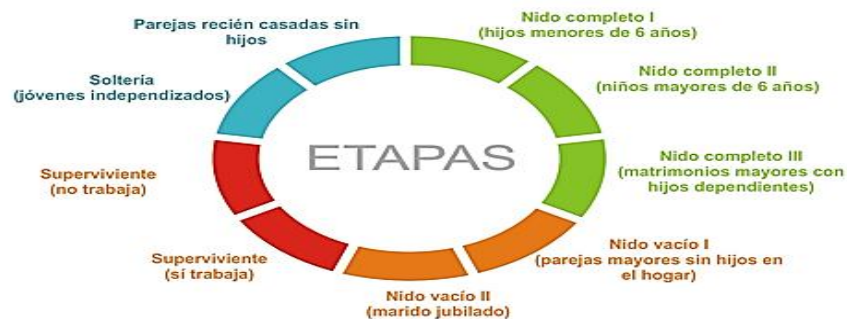 Parejas recién casadas sin
hijos
Nido completo I
(hijos menores de 6 años)
Soltería
(jóvenes independizados)
Nido completo II
(niños mayores de 6 años)
ETAPAS
Superviviente
(no trabaja)
Nido completo III
(matrimonios mayores con
hijos dependientes)
Superviviente
(sí trabaja)
Nido vacío I
(parejas mayores sin hijos en
el hogar)
Nido vacío II
(marido jubilado)